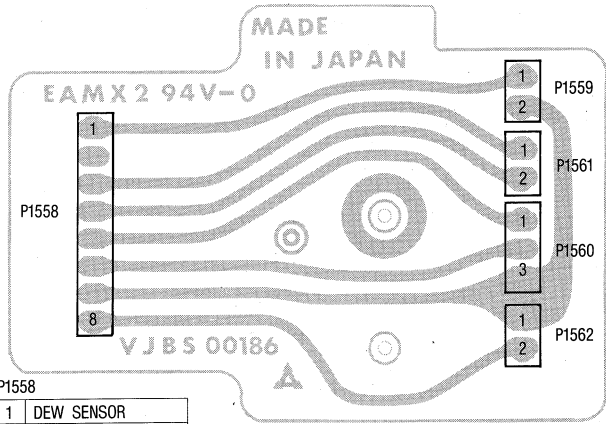 MADE
IN JAPAN
EAMX2 94V-0
P1558
1
8
1
2
P1559
1
2
P1561
1
3
P1560
1
2
P1562
VJBS 00186
P1558
1 DEW SENSOR